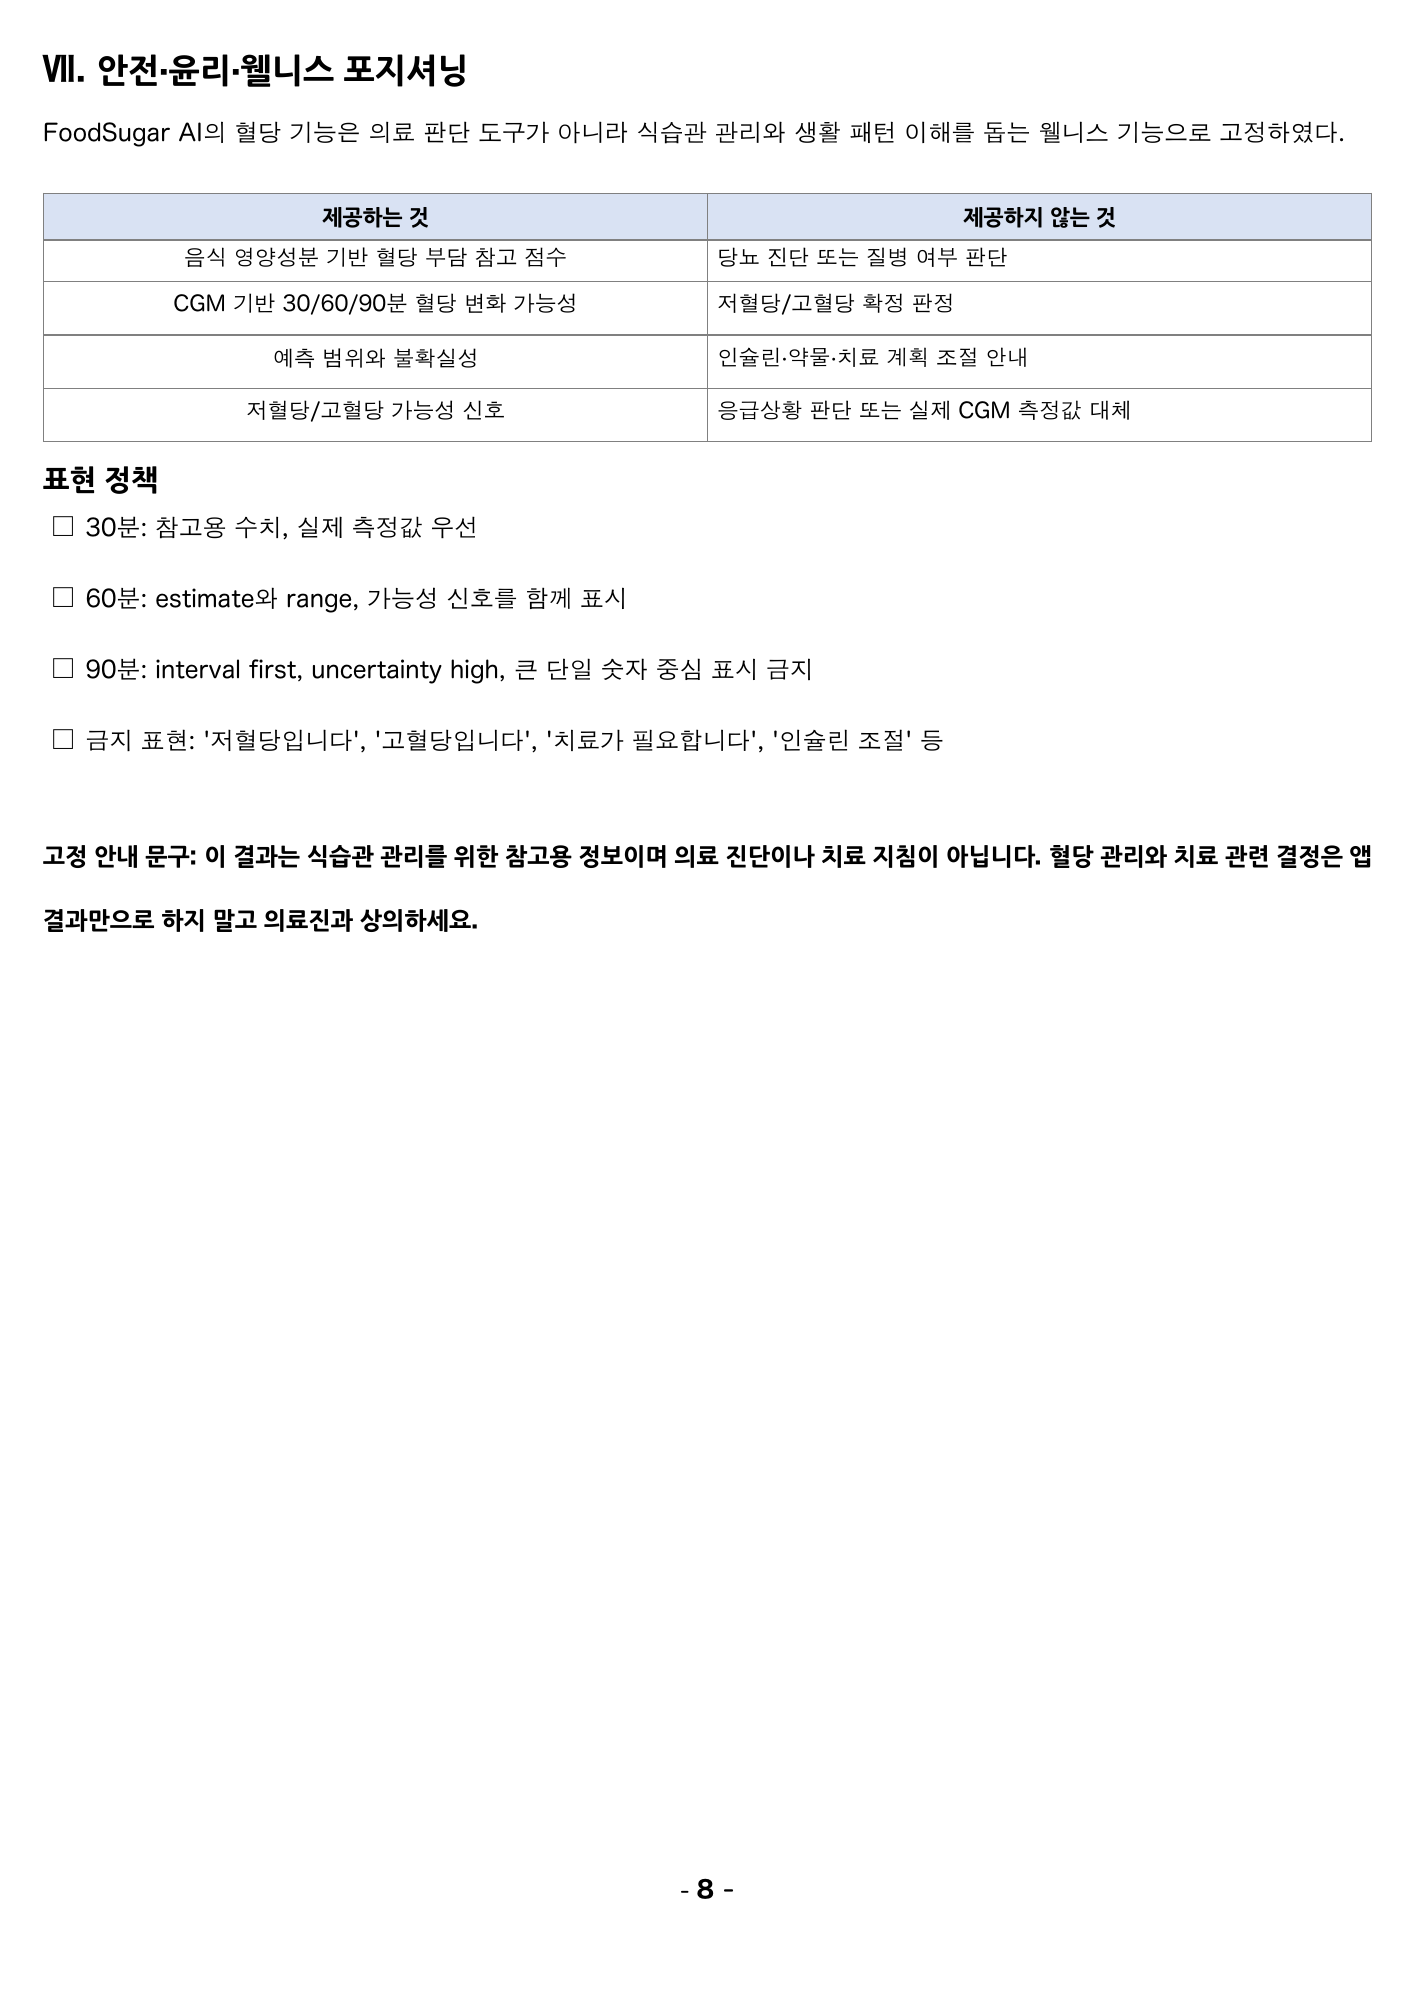 Ⅶ. 안전·윤리·웰니스 포지셔닝
FoodSugar AI의 혈당 기능은 의료 판단 도구가 아니라 식습관 관리와 생활 패턴 이해를 돕는 웰니스 기능으로 고정하였다.
제공하는 것 제공하지 않는 것
음식 영양성분 기반 혈당 부담 참고 점수 당뇨 진단 또는 질병 여부 판단
CGM 기반 30/60/90분 혈당 변화 가능성 저혈당/고혈당 확정 판정
예측 범위와 불확실성 인슐린·약물·치료 계획 조절 안내
저혈당/고혈당 가능성 신호 응급상황 판단 또는 실제 CGM 측정값 대체
표현 정책
□ 30분: 참고용 수치, 실제 측정값 우선
□ 60분: estimate와 range, 가능성 신호를 함께 표시
□ 90분: interval first, uncertainty high, 큰 단일 숫자 중심 표시 금지
□ 금지 표현: '저혈당입니다', '고혈당입니다', '치료가 필요합니다', '인슐린 조절' 등
고정 안내 문구: 이 결과는 식습관 관리를 위한 참고용 정보이며 의료 진단이나 치료 지침이 아닙니다. 혈당 관리와 치료 관련 결정은 앱
결과만으로 하지 말고 의료진과 상의하세요.
- 8 -